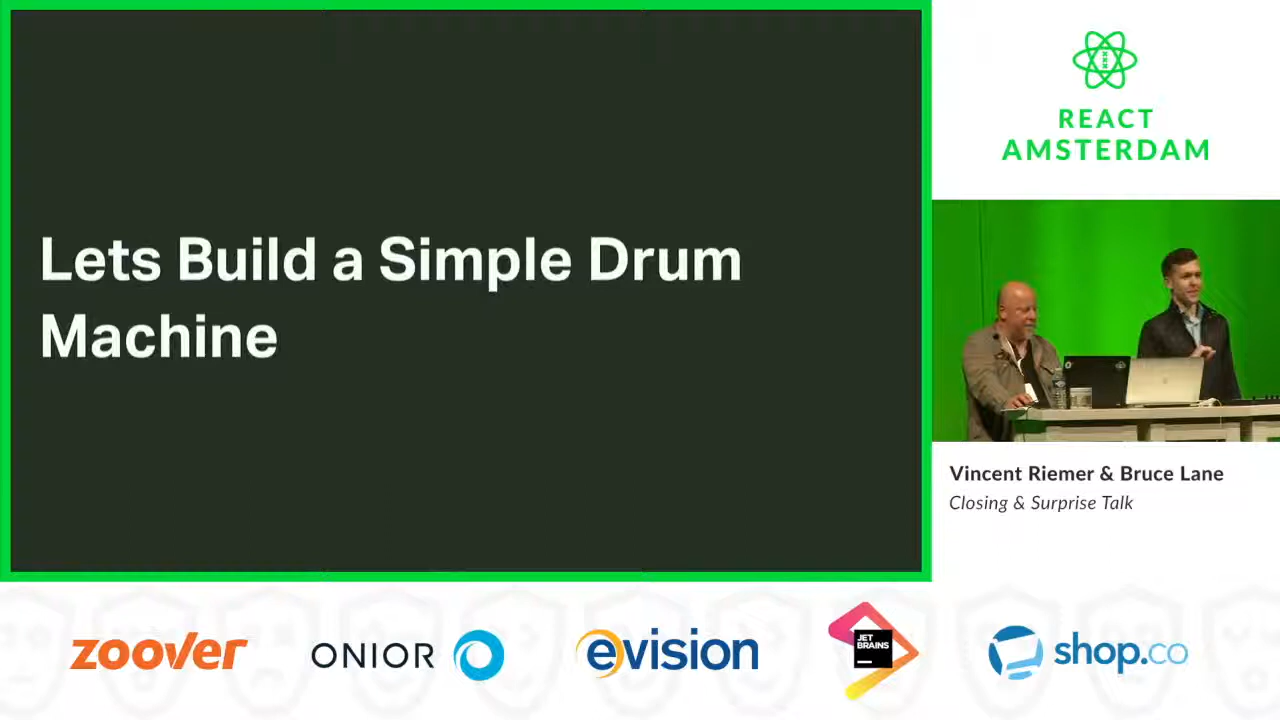 Lets Build a Simple Drum
Machine
REACT
AMSTERDAM
Vincent Riemer & Bruce Lane
Closing & Surprise Talk
zoover
ONIOR
evision
JET
BRAINS
shop.co